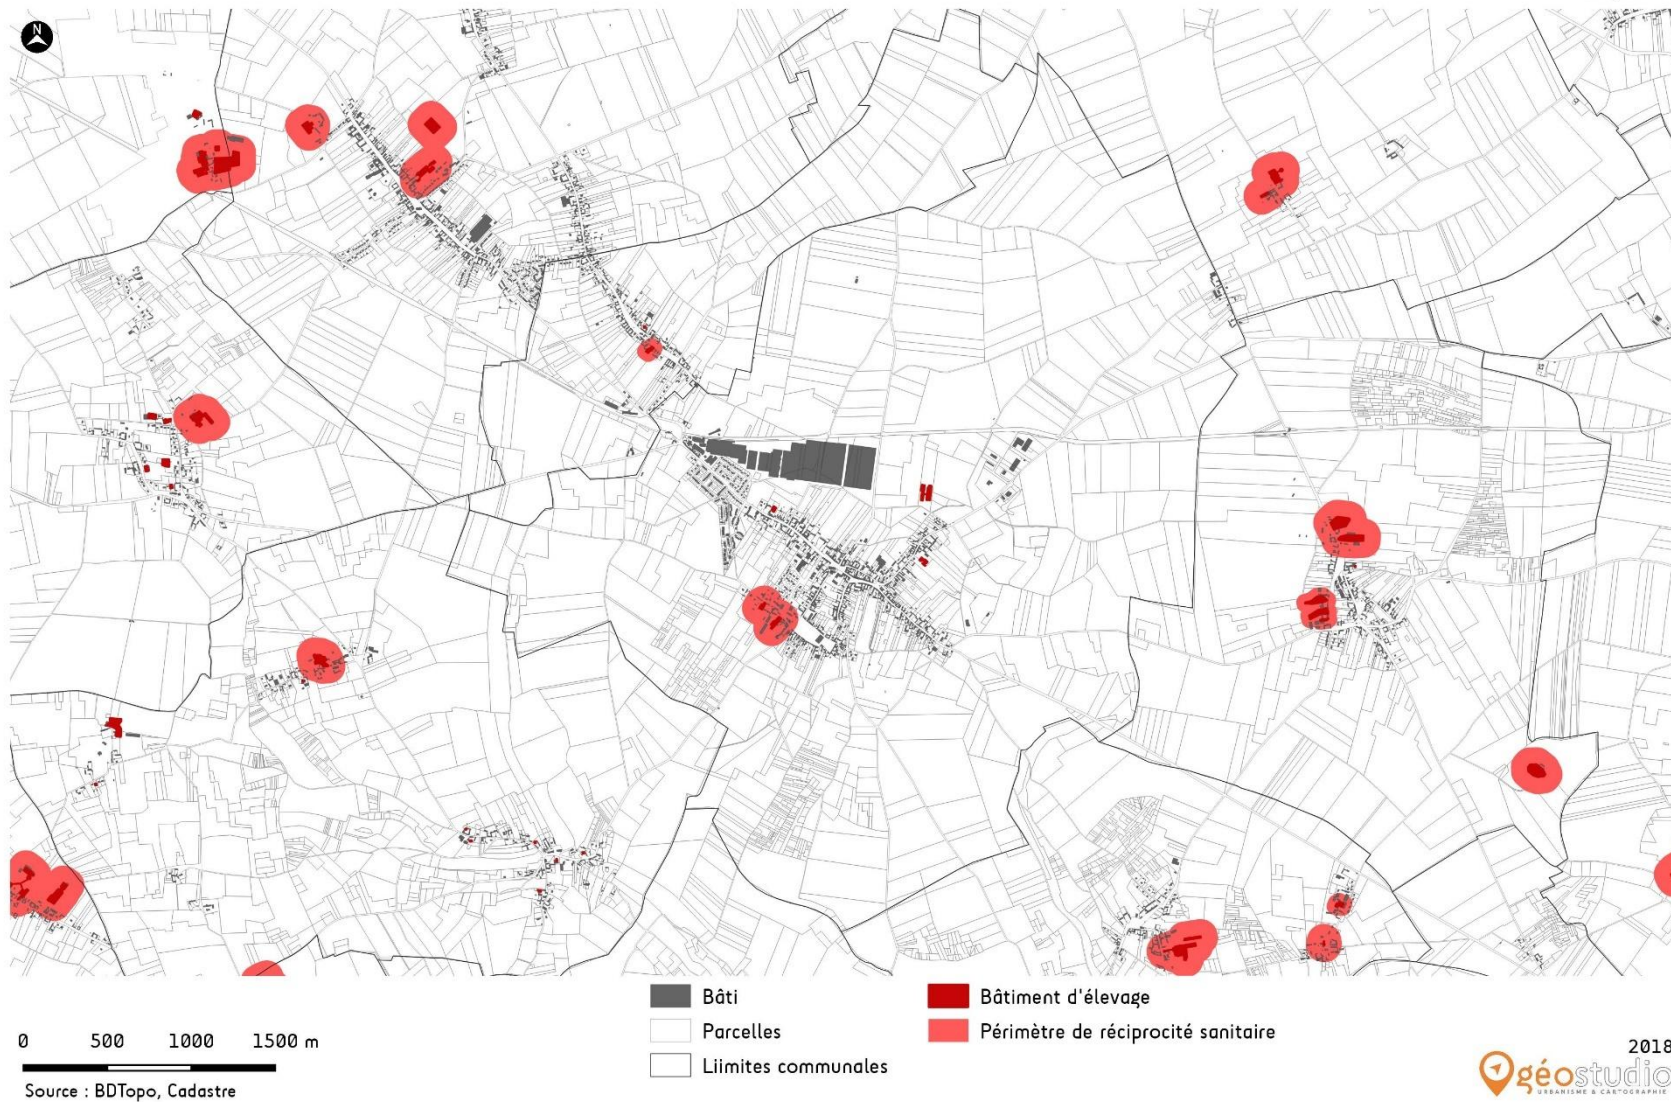 N
Bâti
Parcelles
Liimites communales
Bâtiment d'élevage
Périmètre de réciprocité sanitaire
0 500 1000 1500 m
Source : BDTopo, Cadastre
2018
géostudio
URBANISME & CARTOGRAPHIE